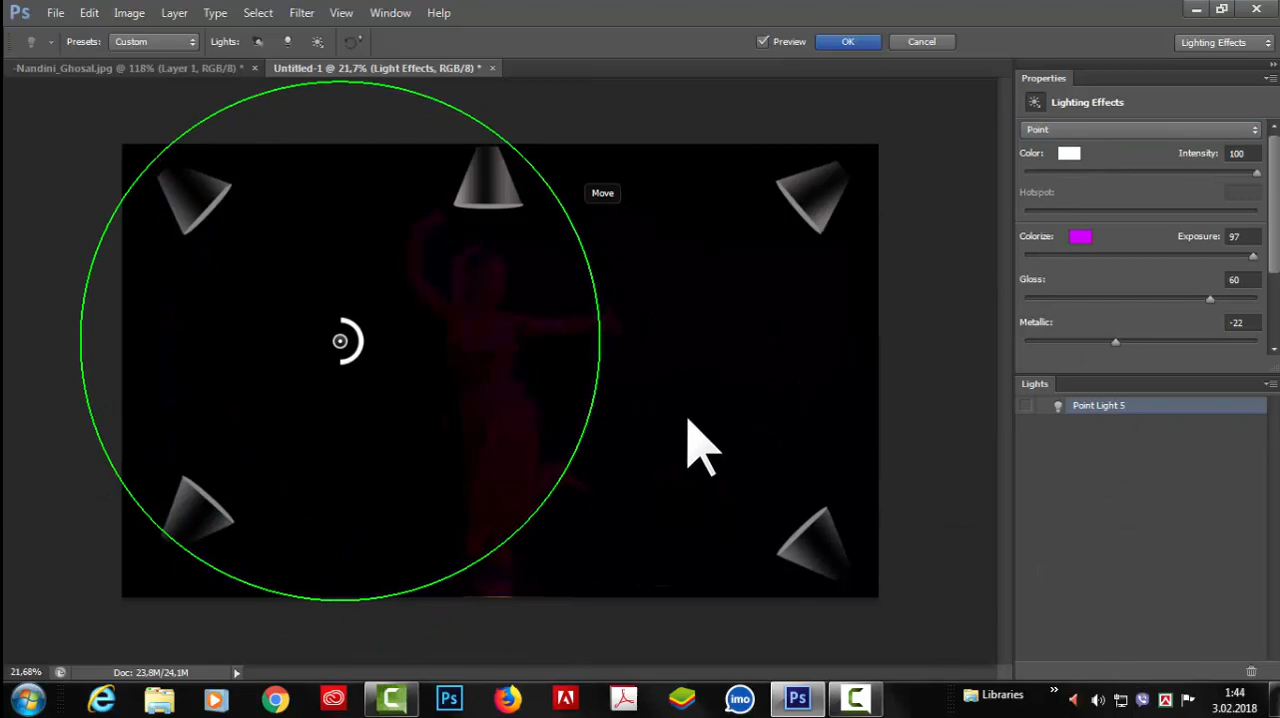 Ps File Edit Image Layer Type Select Filter View Window Help
Presets: Custom Lights: Preview OK Cancel Lighting Effects
-Nandini_Ghosal.jpg @ 118% (Layer 1, RGB/8) * × Untitled-1 @ 21,7% (Light Effects, RGB/8) * ×
Properties
Lighting Effects
Point
Color: Intensity: 100
Hotspot:
Colorize: Exposure: 97
Gloss: 60
Metallic: -22
Move
Lights
Point Light 5
21,68% Doc: 23,8M/24,1M
Ps imo Ps C
Libraries
1:44
3.02.2018